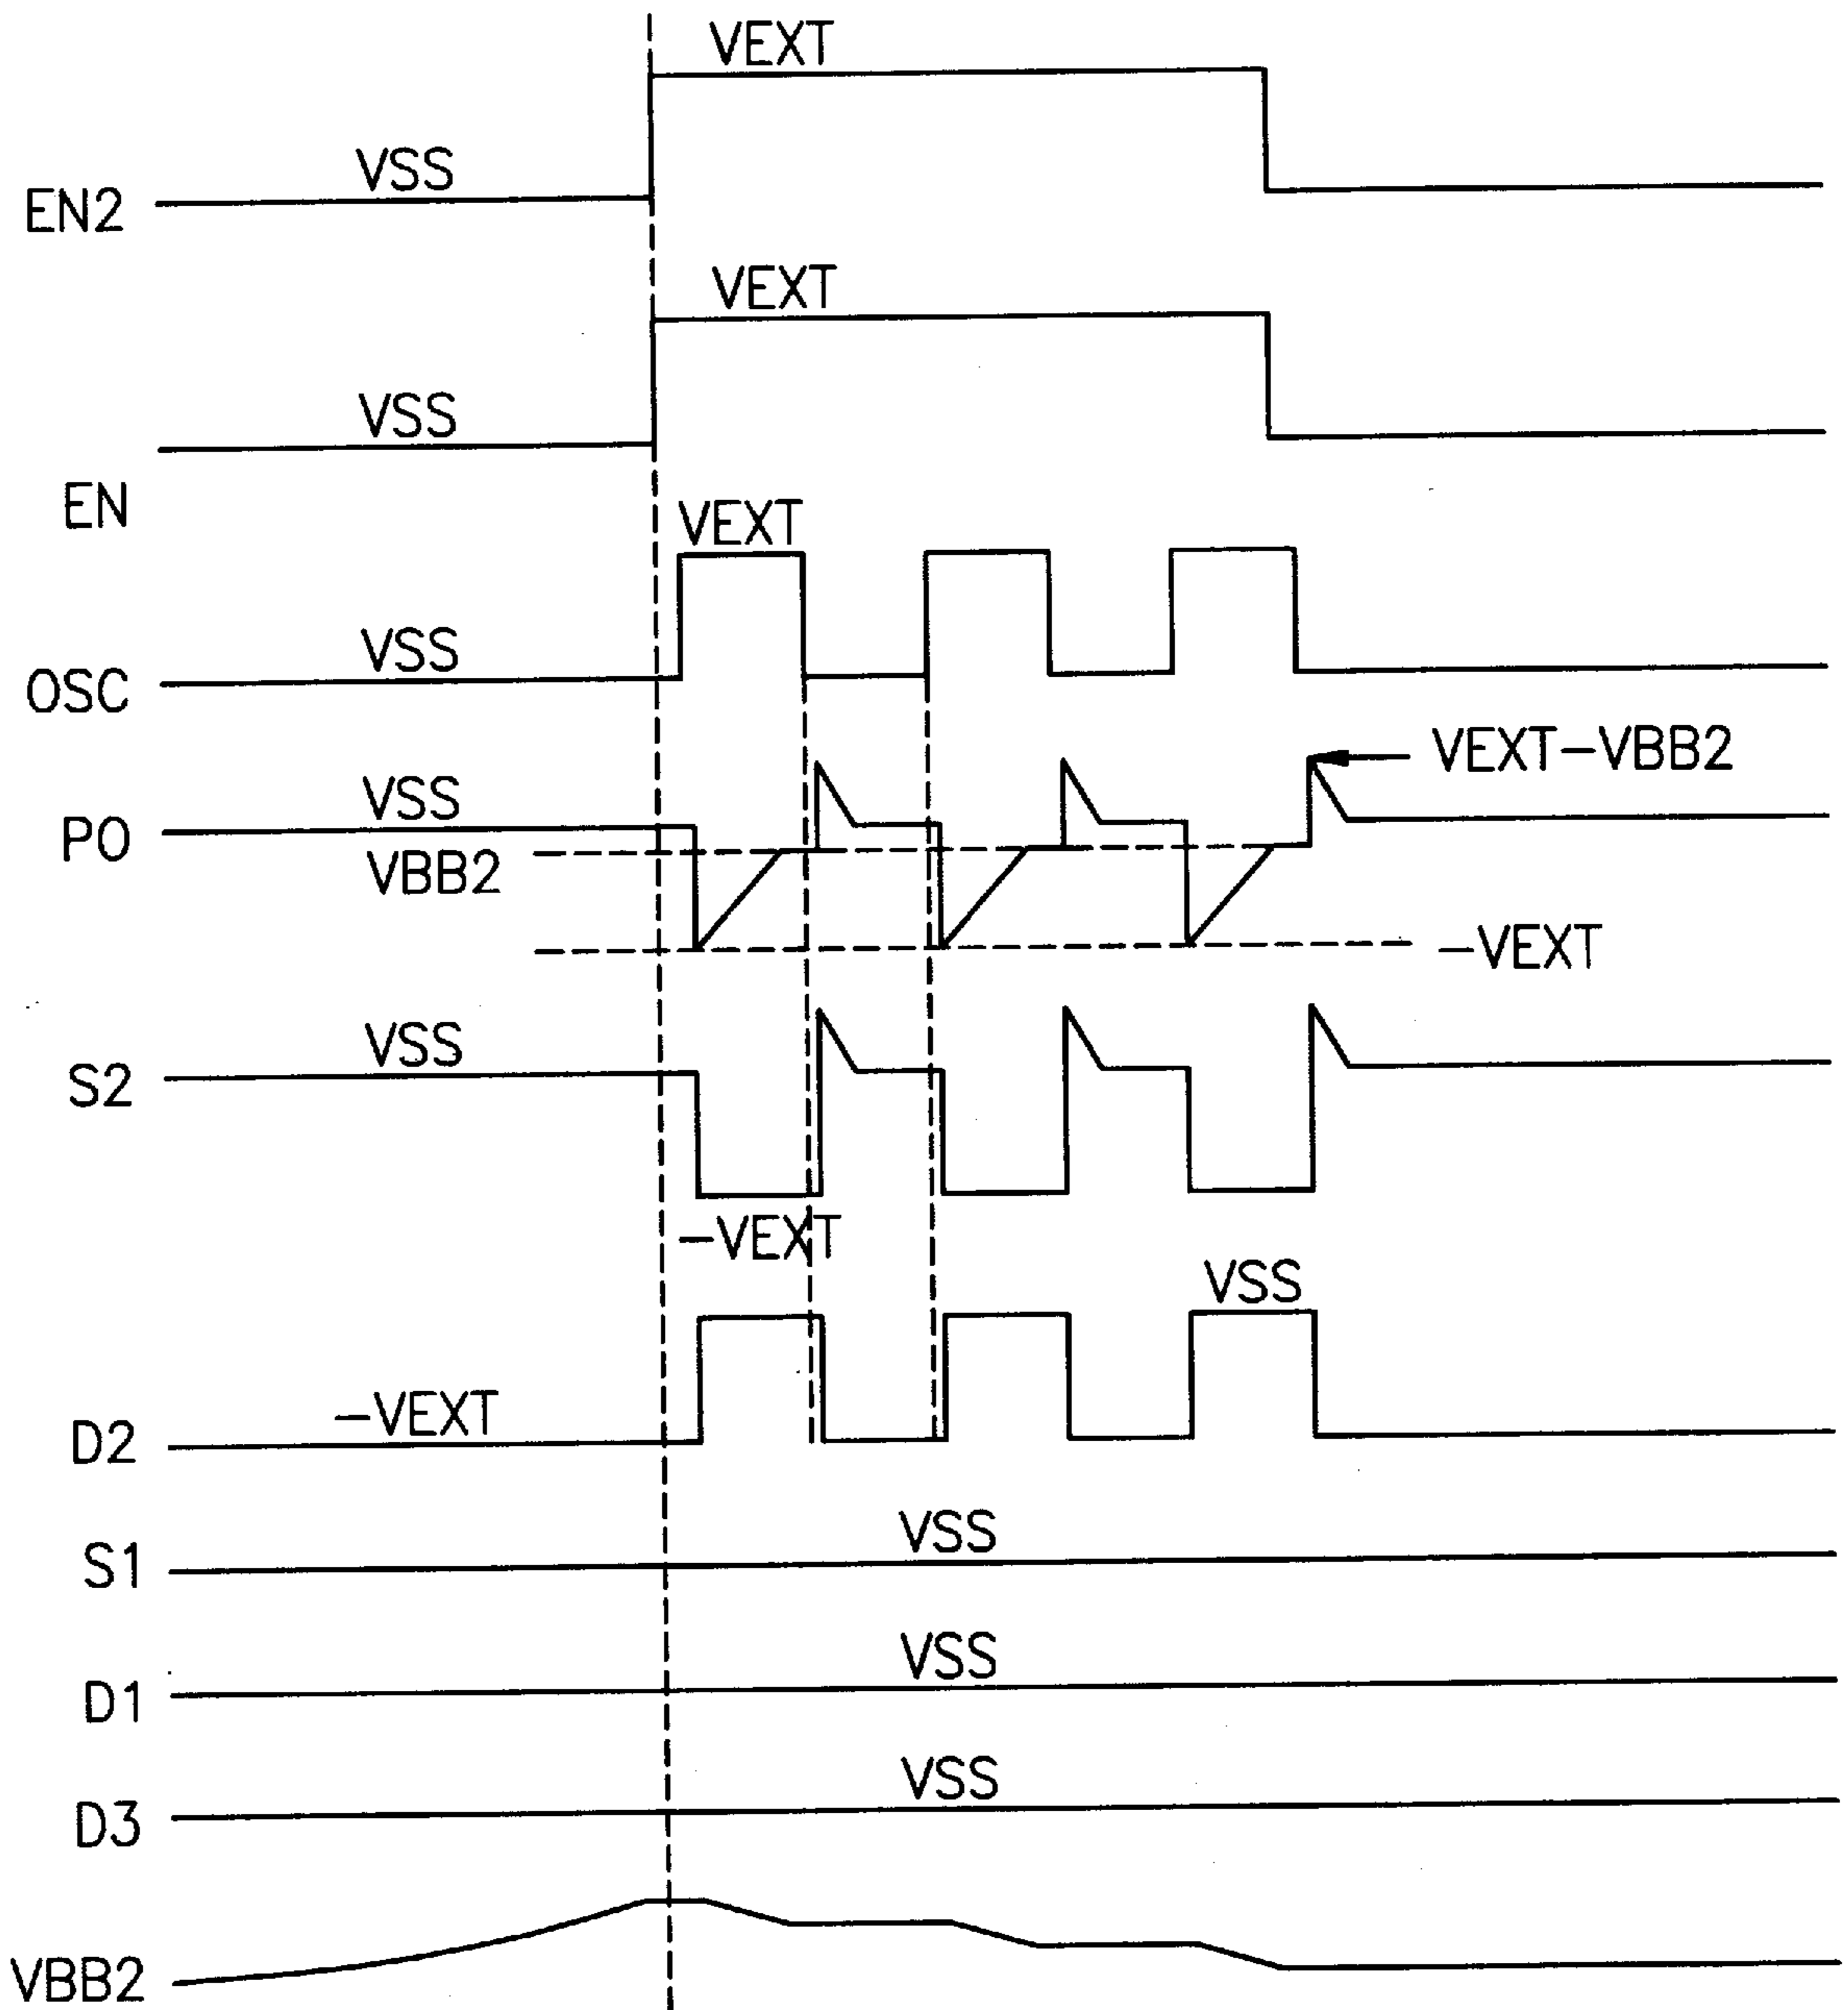 VEXT
VSS
EN2
VEXT
VSS
EN
VEXT
VSS
OSC
VEXT-VBB2
VSS
PO
VBB2
-VEXT
VSS
S2
-VEXT
VSS
-VEXT
D2
VSS
S1
VSS
D1
VSS
D3
VBB2